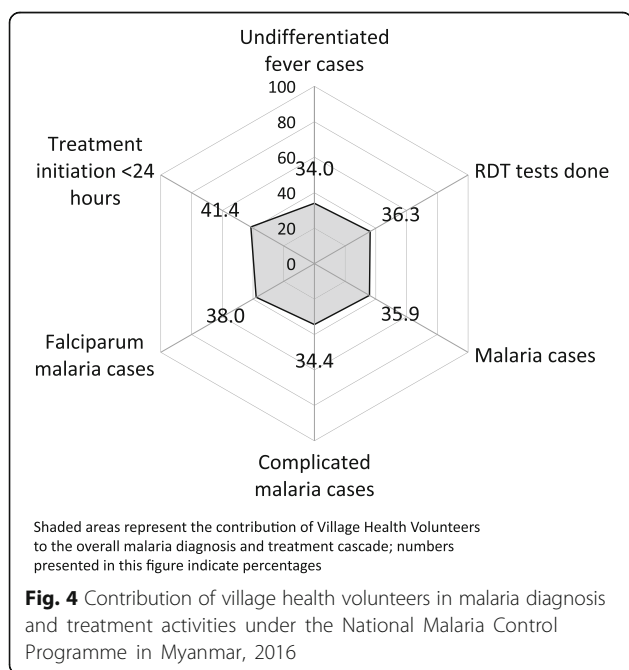 Undifferentiated
fever cases
100
80
60
34.0
Treatment
initiation <24
hours
RDT tests done
41.4
40
36.3
20
0
38.0
35.9
Falciparum
malaria cases
34.4
Malaria cases
Complicated
malaria cases
Shaded areas represent the contribution of Village Health Volunteers
to the overall malaria diagnosis and treatment cascade; numbers
presented in this figure indicate percentages
Fig. 4 Contribution of village health volunteers in malaria diagnosis
and treatment activities under the National Malaria Control
Programme in Myanmar, 2016